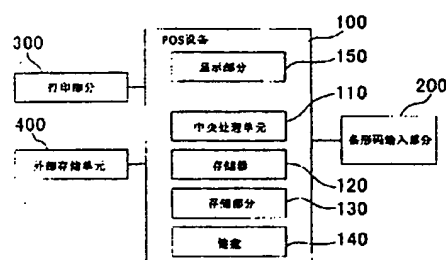 300
POS设备
100
150
显示部分
打印部分
110
200
400
中央处理单元
条形码输入部分
外部存储单元
存储器
120
存储部分
130
键盘
140